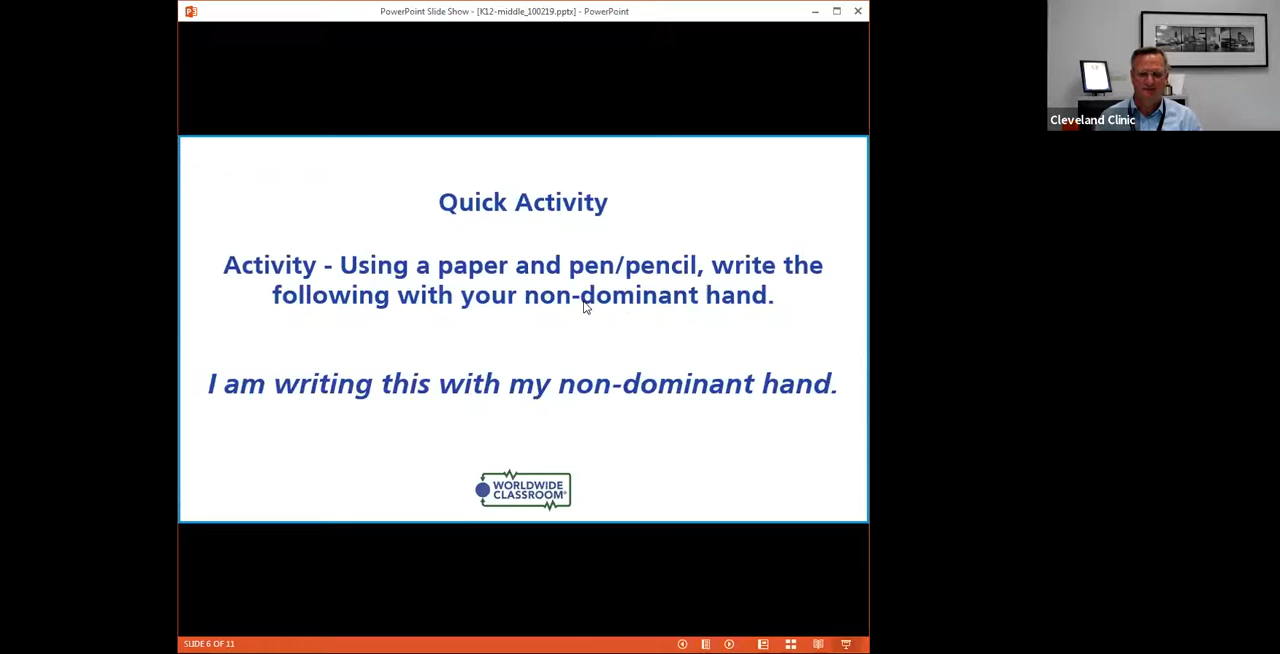 PowerPoint Slide Show - [K12-middle_100219.pptx] - PowerPoint
Cleveland Clinic
Quick Activity
Activity - Using a paper and pen/pencil, write the
following with your non-dominant hand.
I am writing this with my non-dominant hand.
WORLDWIDE
CLASSROOM®
SLIDE 6 OF 11